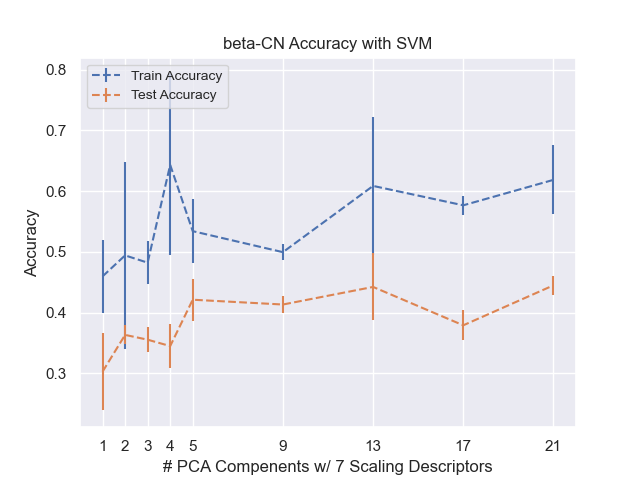 beta-CN Accuracy with SVM
Train Accuracy
Test Accuracy
0.8
0.7
0.6
0.5
0.4
0.3
Accuracy
1 2 3 4 5 9 13 17 21
# PCA Compenents w/ 7 Scaling Descriptors